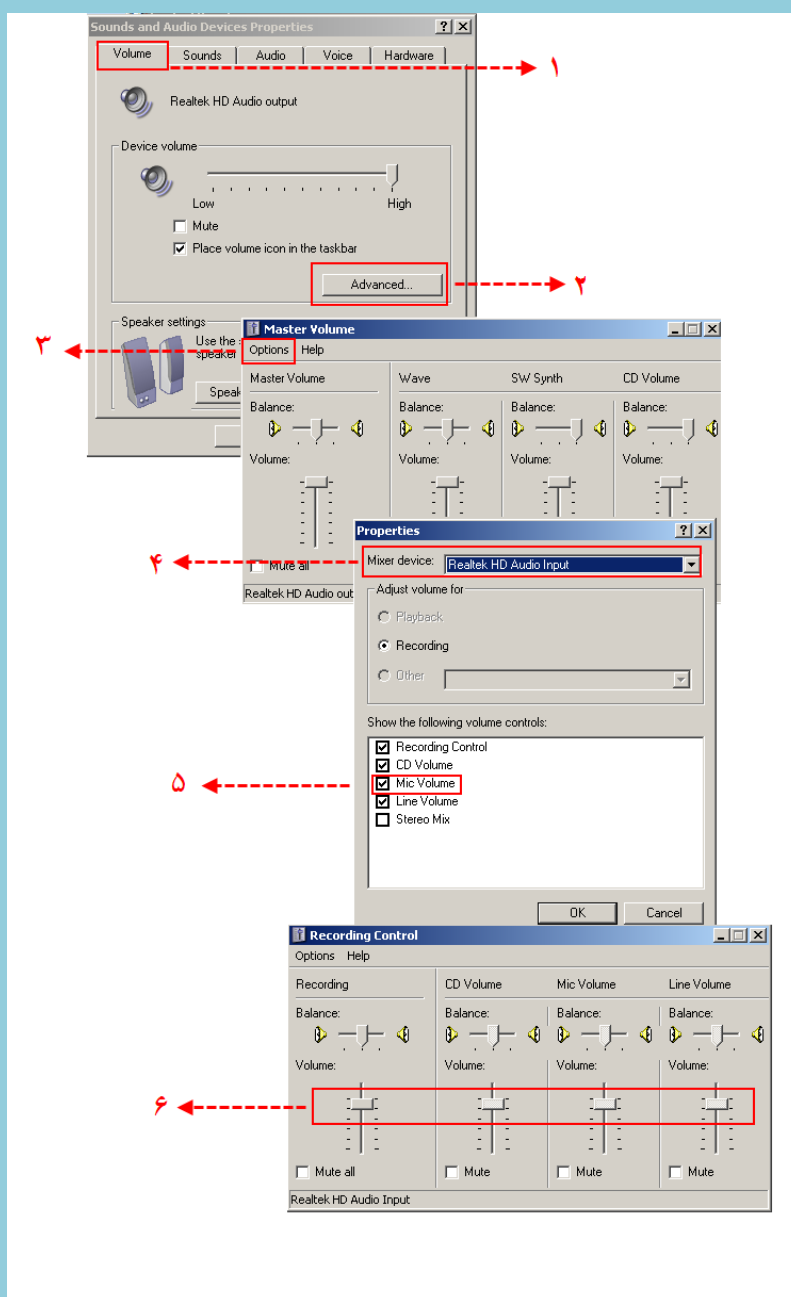 Sounds and Audio Devices Properties
Volume Sounds Audio Voice Hardware
۱
Realtek HD Audio output
Device volume
Low High
Mute
Place volume icon in the taskbar
Advanced...
۲
Speaker settings
Use the
speaker
Speak
۳
Master Volume
Options Help
Master Volume Wave SW Synth CD Volume
Balance: Balance: Balance: Balance:
Volume: Volume: Volume: Volume:
Mute all
Realtek HD Audio out
Properties
۴
Mixer device: Realtek HD Audio Input
Adjust volume for
Playback
Recording
Other
Show the following volume controls:
Recording Control
CD Volume
۵
Mic Volume
Line Volume
Stereo Mix
OK Cancel
Recording Control
Options Help
Recording CD Volume Mic Volume Line Volume
Balance: Balance: Balance: Balance:
Volume: Volume: Volume: Volume:
۶
Mute all Mute Mute Mute
Realtek HD Audio Input